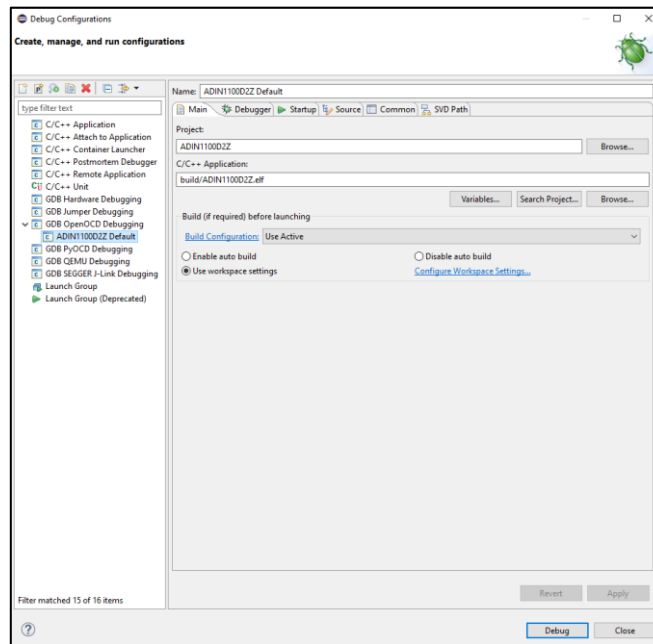 Debug Configurations
Create, manage, and run configurations
type filter text
C/C++ Application
C/C++ Attach to Application
C/C++ Container Launcher
C/C++ Postmortem Debugger
C/C++ Remote Application
C/C++ Unit
GDB Hardware Debugging
GDB Jumper Debugging
GDB OpenOCD Debugging
ADIN1100D2Z Default
GDB PyOCD Debugging
GDB QEMU Debugging
GDB SEGGER J-Link Debugging
Launch Group
Launch Group (Deprecated)
Filter matched 15 of 16 items
Name: ADIN1100D2Z Default
Main Debugger Startup Source Common SVD Path
Project:
ADIN1100D2Z Browse...
C/C++ Application:
build/ADIN1100D2Z.elf
Variables... Search Project... Browse...
Build (if required) before launching
Build Configuration: Use Active
Enable auto build Disable auto build
Use workspace settings Configure Workspace Settings...
Revert Apply
Debug Close